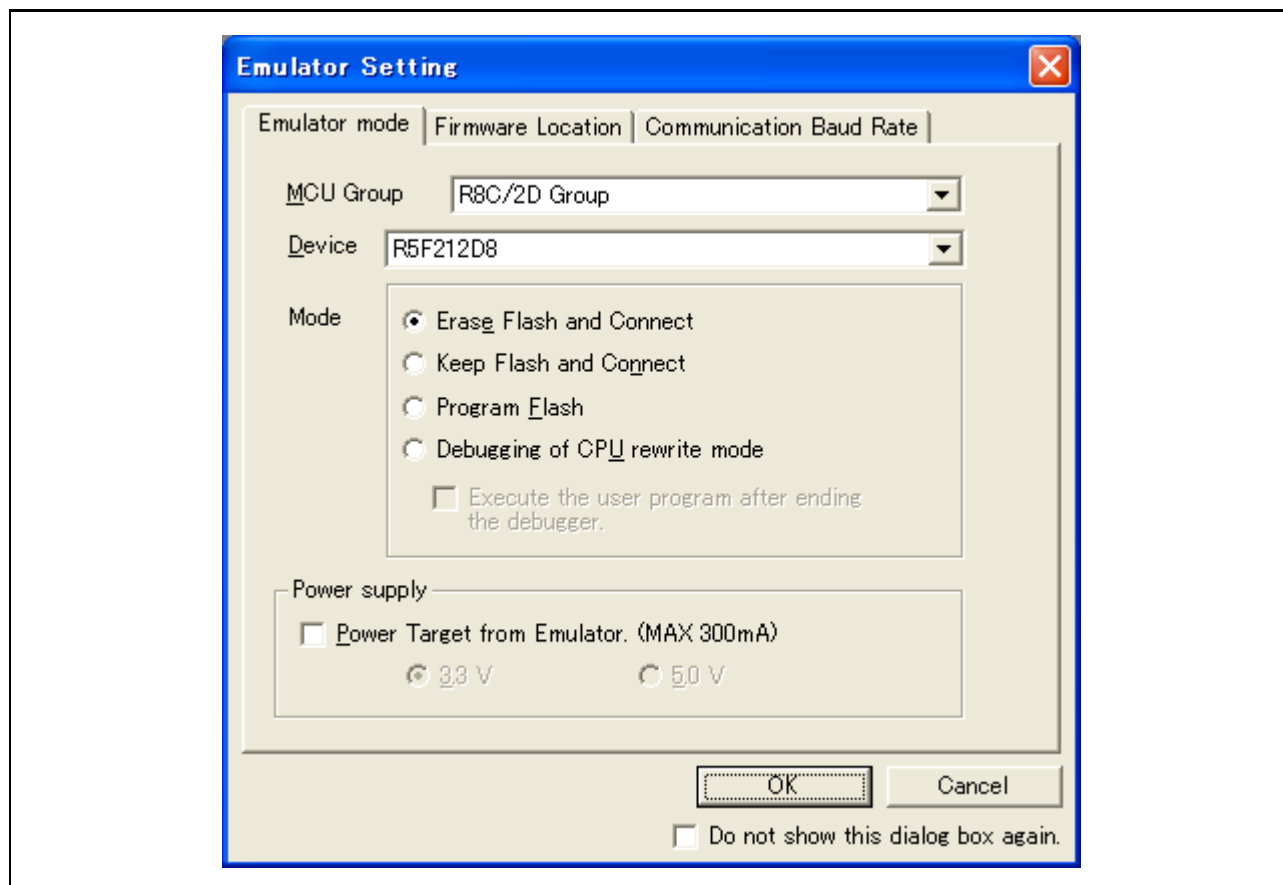 Emulator Setting
Emulator mode
Firmware Location
Communication Baud Rate
MCU Group
R8C/2D Group
Device
R5F212D8
Mode
Erase Flash and Connect
Keep Flash and Connect
Program Flash
Debugging of CPU rewrite mode
Execute the user program after ending
the debugger.
Power supply
Power Target from Emulator. (MAX 300mA)
3.3 V
5.0 V
OK
Cancel
Do not show this dialog box again.